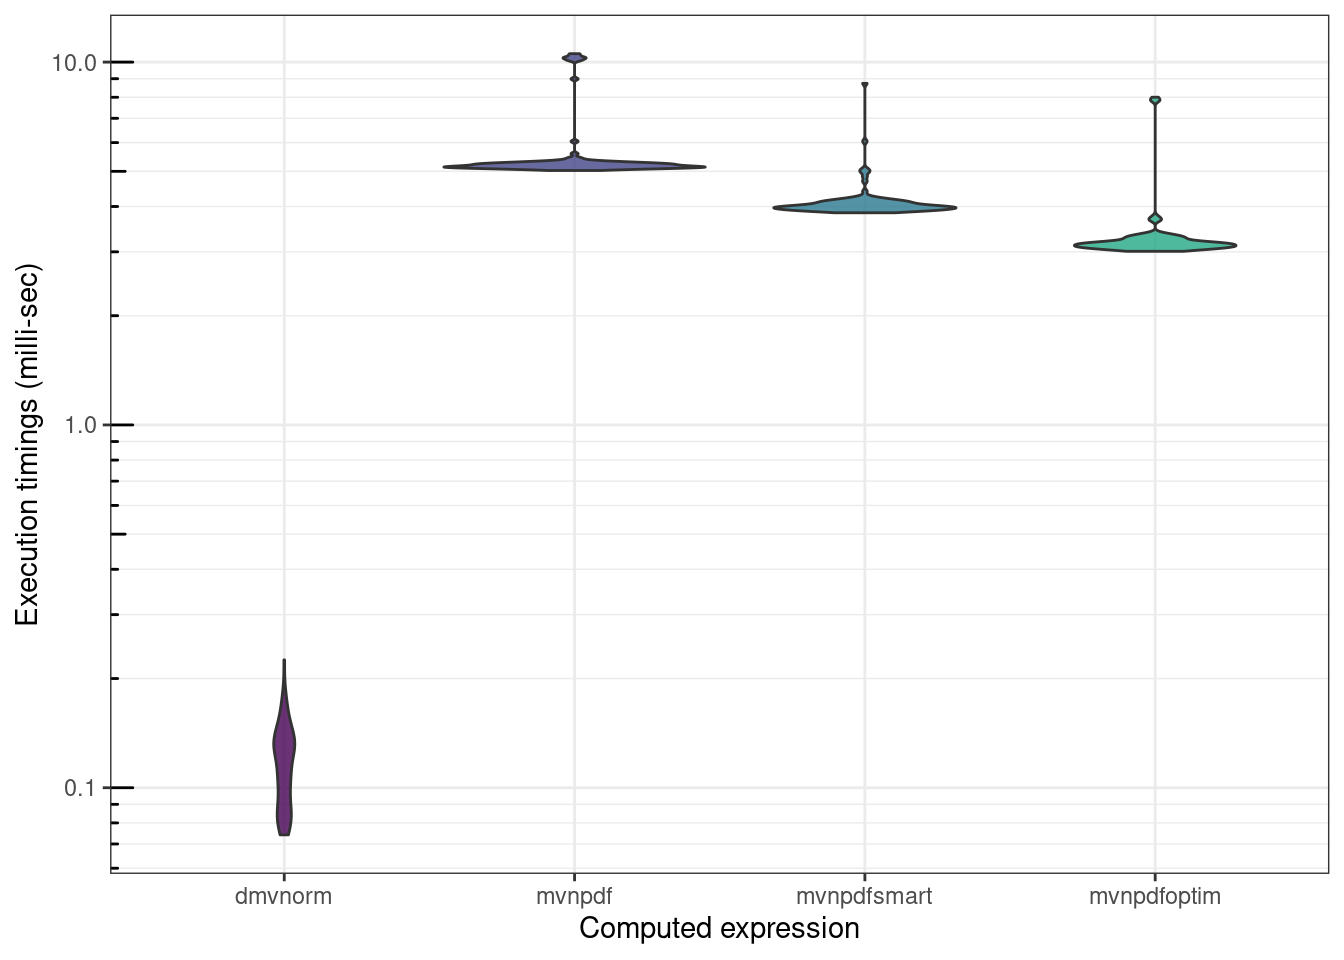 Execution timings (milli-sec)
10.0
1.0
0.1
dmvnorm mvnpdf mvnpdfsmart mvnpdfoptim
Computed expression